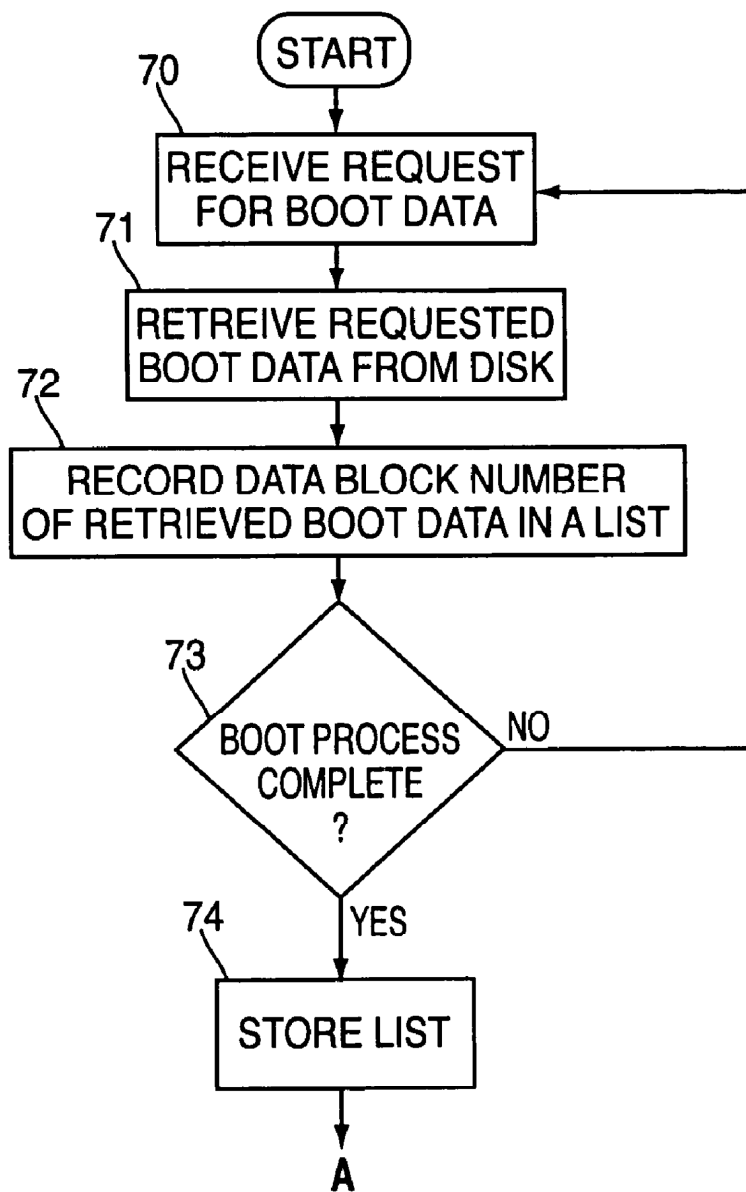 START
70
RECEIVE REQUEST
FOR BOOT DATA
71
RETREIVE REQUESTED
BOOT DATA FROM DISK
72
RECORD DATA BLOCK NUMBER
OF RETRIEVED BOOT DATA IN A LIST
73
BOOT PROCESS
COMPLETE
?
NO
YES
74
STORE LIST
A